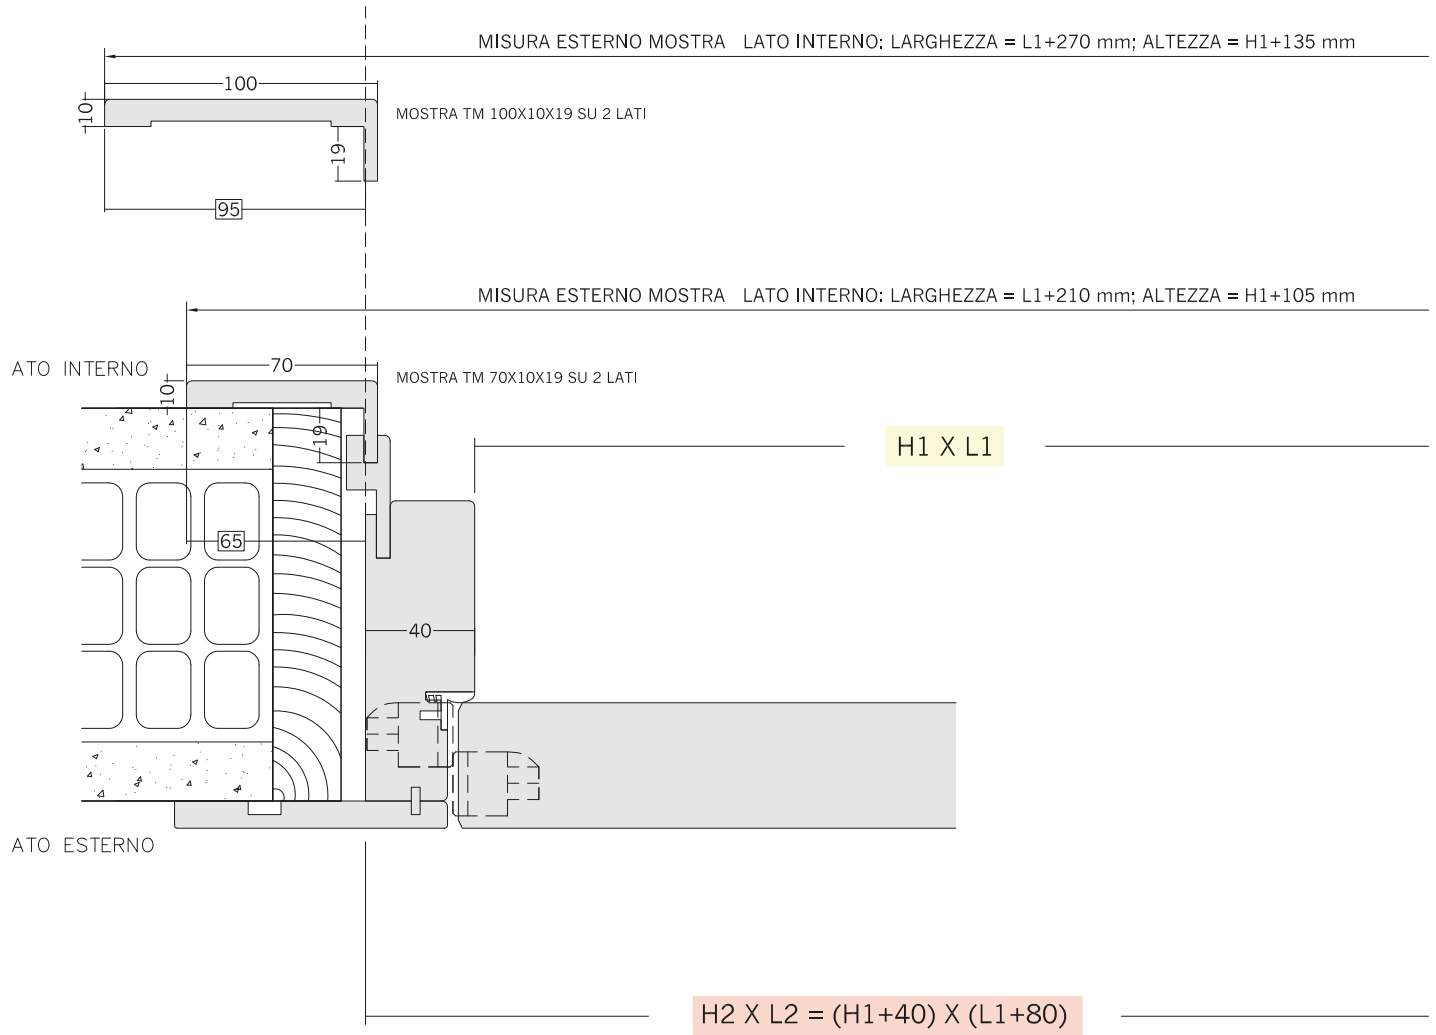 MISURA ESTERNO MOSTRA LATO INTERNO: LARGHEZZA = L1+270 mm; ALTEZZA = H1+135 mm
100
10
MOSTRA TM 100X10X19 SU 2 LATI
19
95
MISURA ESTERNO MOSTRA LATO INTERNO: LARGHEZZA = L1+210 mm; ALTEZZA = H1+105 mm
ATO INTERNO
70
10
MOSTRA TM 70X10X19 SU 2 LATI
19
H1 X L1
65
40
ATO ESTERNO
H2 X L2 = (H1+40) X (L1+80)